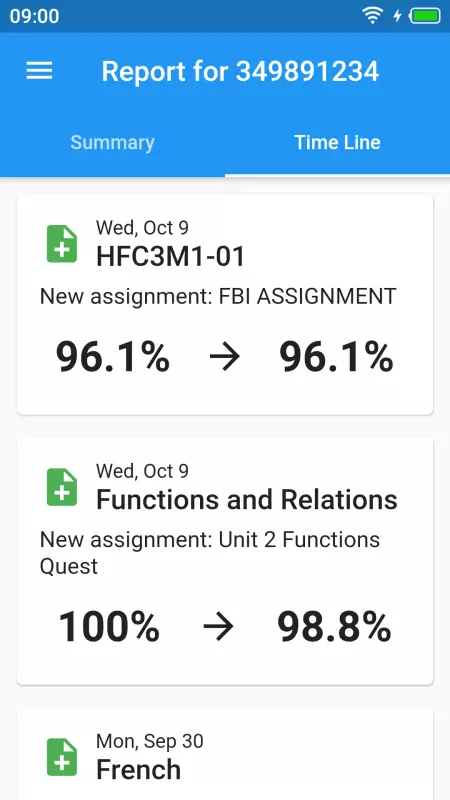 09:00
Report for 349891234
Summary
Time Line
Wed, Oct 9
HFC3M1-01
New assignment: FBI ASSIGNMENT
96.1% → 96.1%
Wed, Oct 9
Functions and Relations
New assignment: Unit 2 Functions
Quest
100% → 98.8%
Mon, Sep 30
French